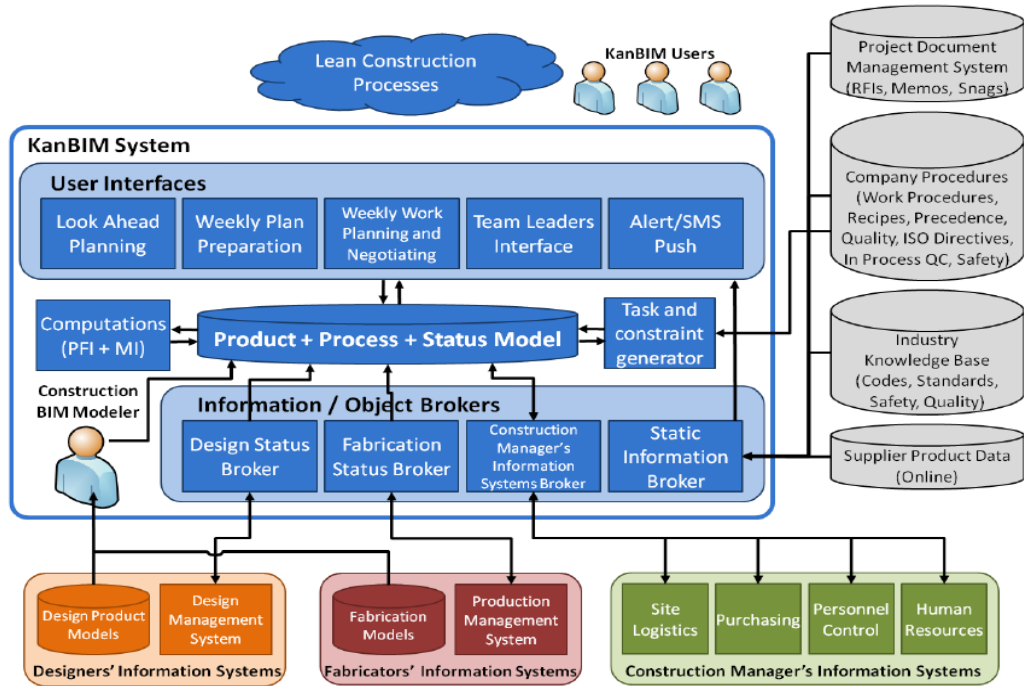 Lean Construction
Processes
KanBIM Users
Project Document
Management System
(RFIs, Memos, Snags)
KanBIM System
User Interfaces
Look Ahead
Planning
Weekly Plan
Preparation
Weekly Work
Planning and
Negotiating
Team Leaders
Interface
Alert/SMS
Push
Company Procedures
(Work Procedures,
Recipes, Precedence,
Quality, ISO Directives,
In Process QC, Safety)
Computations
(PFI + MI)
Product + Process + Status Model
Task and
constraint
generator
Industry
Knowledge Base
(Codes, Standards,
Safety, Quality)
Construction
BIM Modeler
Information / Object Brokers
Design Status
Broker
Fabrication
Status Broker
Construction
Manager's
Information
Systems Broker
Static
Information
Broker
Supplier Product Data
(Online)
Design Product
Models
Design
Management
System
Designers' Information Systems
Fabrication
Models
Production
Management
System
Fabricators' Information Systems
Site
Logistics
Purchasing
Personnel
Control
Human
Resources
Construction Manager's Information Systems